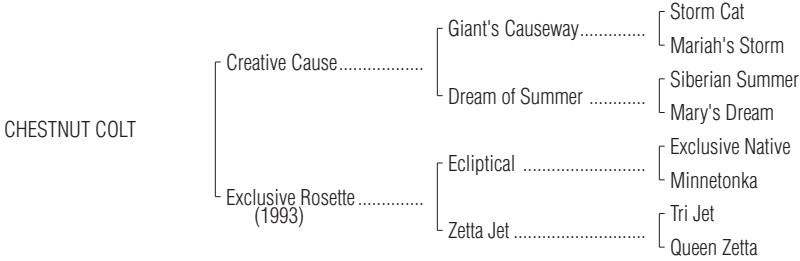 Storm Cat
Giant's Causeway..............
Mariah's Storm
Creative Cause..................
Siberian Summer
Dream of Summer ............
Mary's Dream
CHESTNUT COLT
Exclusive Native
Ecliptical ..........................
Minnetonka
Exclusive Rosette ..............
(1993)
Tri Jet
Zetta Jet ............................
Queen Zetta